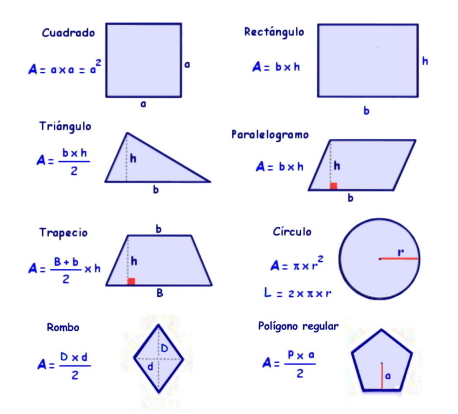 Cuadrado
A = a x a = a²
a
a
Rectángulo
A = b x h
h
b
Triángulo
A = b x h / 2
h
b
Paralelogramo
A = b x h
h
b
Trapecio
A = B + b / 2 x h
b
h
B
Círculo
A = π x r²
L = 2 x π x r
r
Rombo
A = D x d / 2
D
d
Polígono regular
A = P x a / 2
a